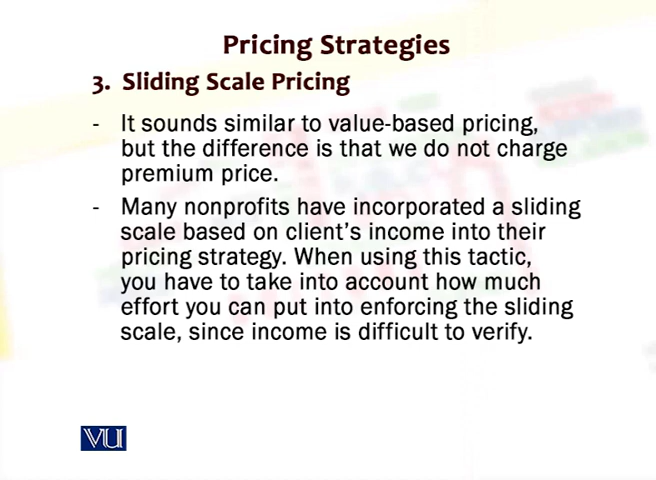 Pricing Strategies
3. Sliding Scale Pricing
- It sounds similar to value-based pricing,
but the difference is that we do not charge
premium price.
- Many nonprofits have incorporated a sliding
scale based on client's income into their
pricing strategy. When using this tactic,
you have to take into account how much
effort you can put into enforcing the sliding
scale, since income is difficult to verify.
VU